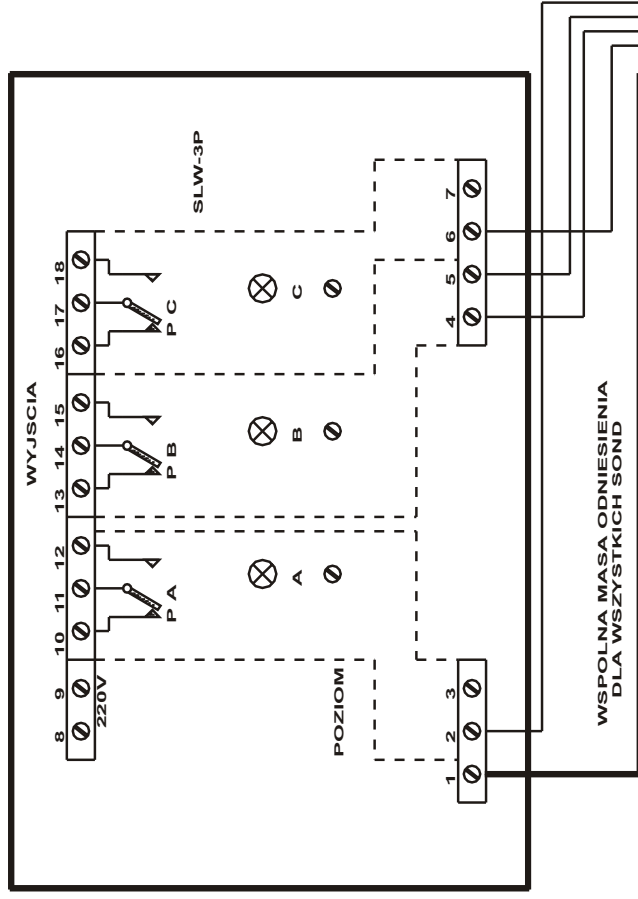 WYJSCIA
8 9 10 11 12 13 14 15 16 17 18
220V
P A
P B
P C
SLW-3P
A
B
C
POZIOM
1 2 3 4 5 6 7
WSPOLNA MASA ODNIESIENIA
DLA WSZYSTKICH SOND